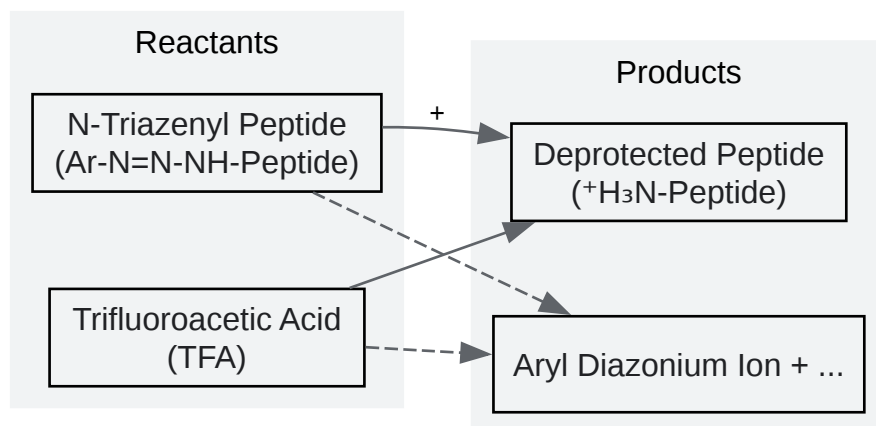 Reactants
N-Triazenyl Peptide
(Ar-N=N-NH-Peptide)
Trifluoroacetic Acid
(TFA)
+
Products
Deprotected Peptide
(⁺H₃N-Peptide)
Aryl Diazonium Ion + ...